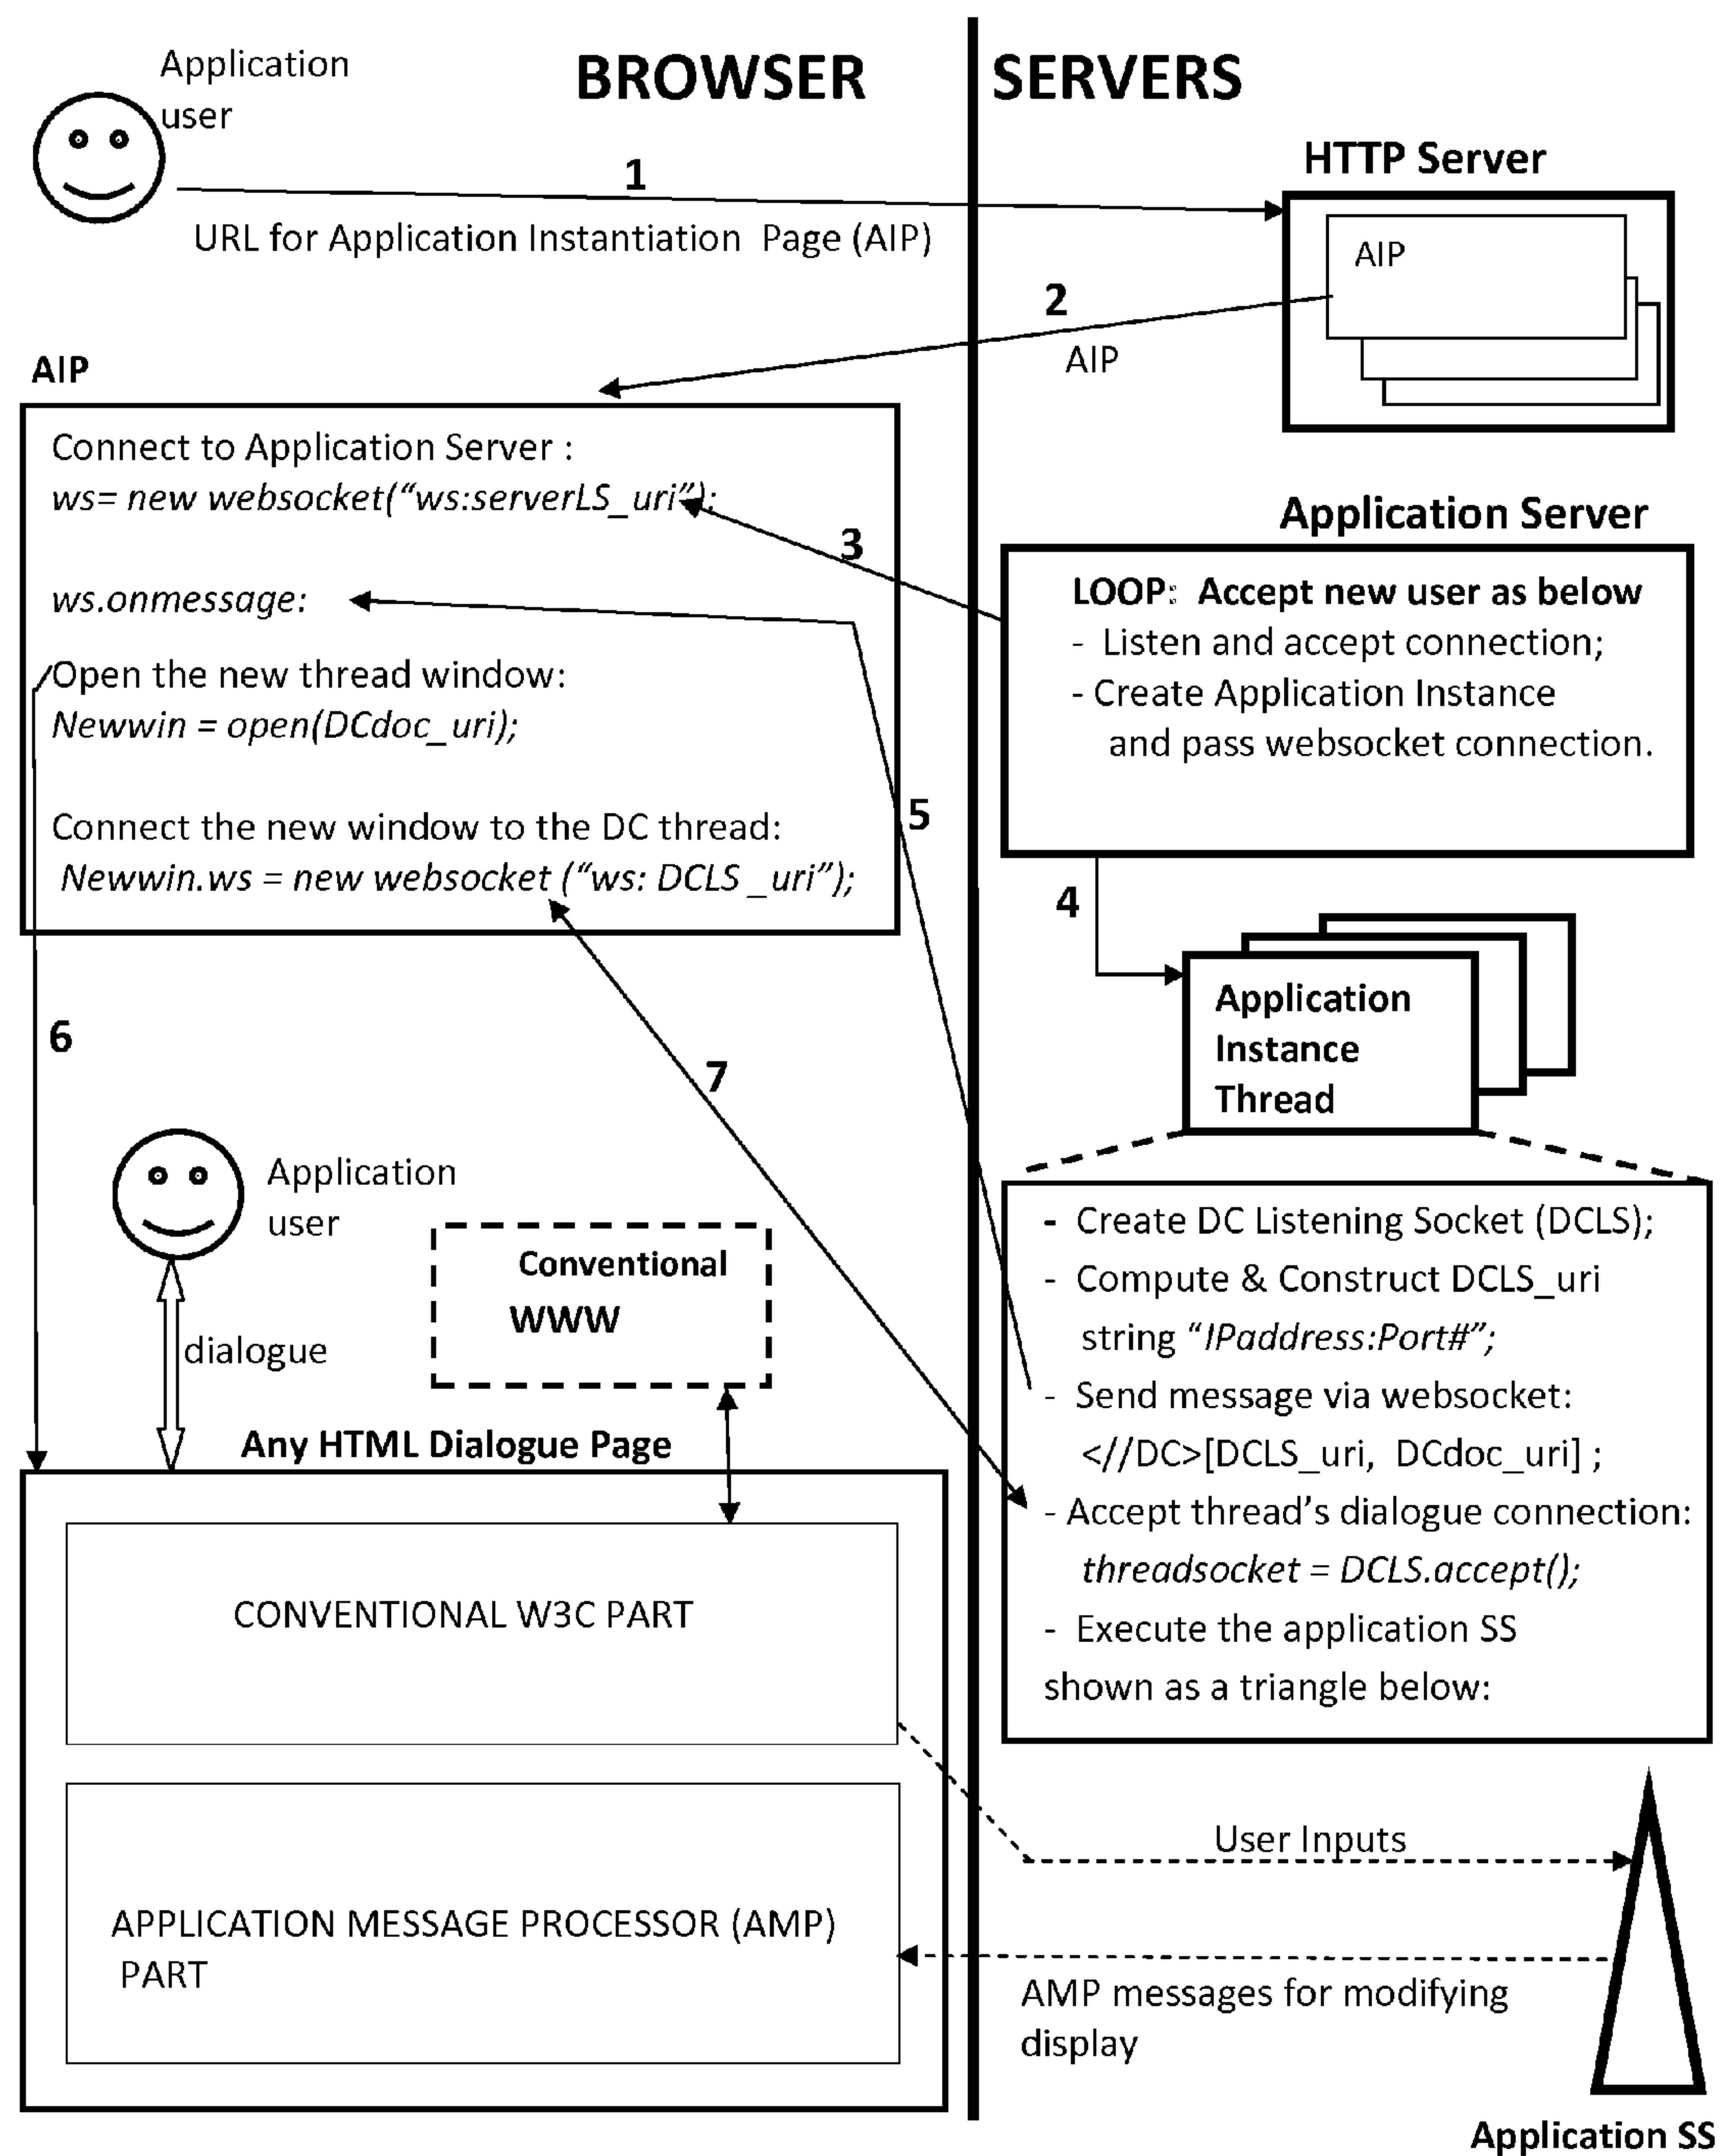 Application
user
BROWSER
SERVERS
HTTP Server
1
URL for Application Instantiation Page (AIP)
AIP
2
AIP
AIP
Connect to Application Server :
ws= new websocket(“ws:serverLS_uri”);
3
ws.onmessage:
Open the new thread window:
Newwin = open(DCdoc_uri);
Connect the new window to the DC thread:
Newwin.ws = new websocket (“ws: DCLS _uri”);
Application Server
LOOP: Accept new user as below
- Listen and accept connection;
- Create Application Instance
and pass websocket connection.
5
4
Application
Instance
Thread
6
7
Application
user
dialogue
Conventional
WWW
- Create DC Listening Socket (DCLS);
- Compute & Construct DCLS_uri
string “IPaddress:Port#”;
- Send message via websocket:
<//DC>[DCLS_uri, DCdoc_uri] ;
- Accept thread’s dialogue connection:
threadsocket = DCLS.accept();
- Execute the application SS
shown as a triangle below:
Any HTML Dialogue Page
CONVENTIONAL W3C PART
APPLICATION MESSAGE PROCESSOR (AMP)
PART
User Inputs
AMP messages for modifying
display
Application SS